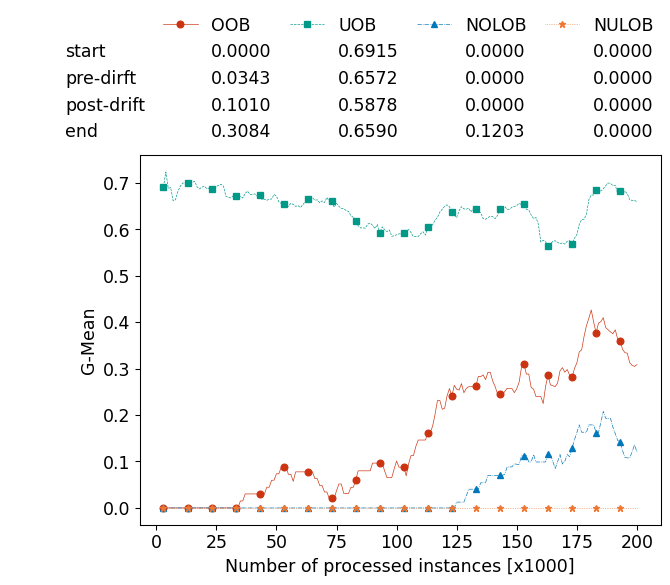 OOB UOB NOLOB NULOB
start 0.0000 0.6915 0.0000 0.0000
pre-dirft 0.0343 0.6572 0.0000 0.0000
post-drift 0.1010 0.5878 0.0000 0.0000
end 0.3084 0.6590 0.1203 0.0000
0.7
0.6
0.5
0.4
0.3
0.2
0.1
0.0
G-Mean
0 25 50 75 100 125 150 175 200
Number of processed instances [x1000]